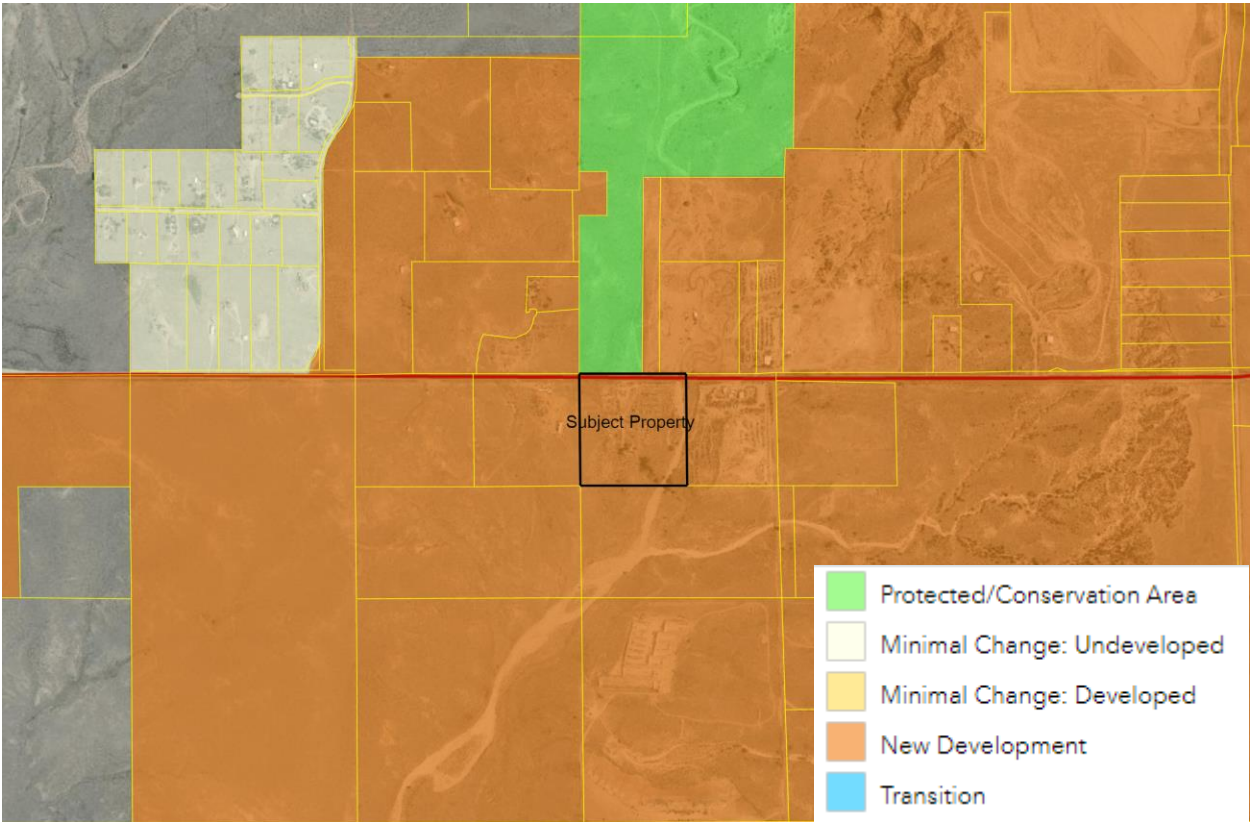 Subject Property
Protected/Conservation Area
Minimal Change: Undeveloped
Minimal Change: Developed
New Development
Transition